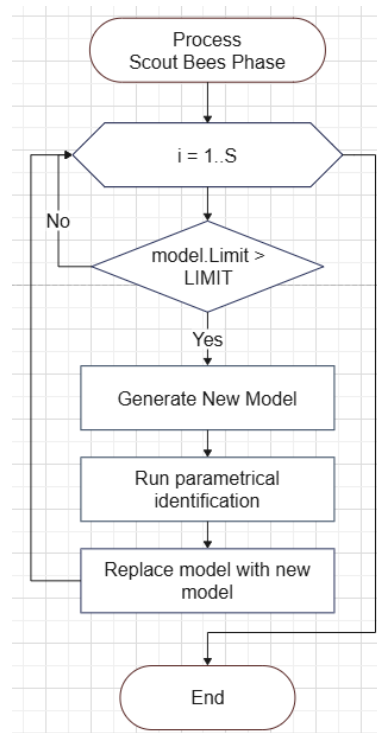 Process
Scout Bees Phase
i = 1..S
No
model.Limit >
LIMIT
Yes
Generate New Model
Run parametrical
identification
Replace model with new
model
End